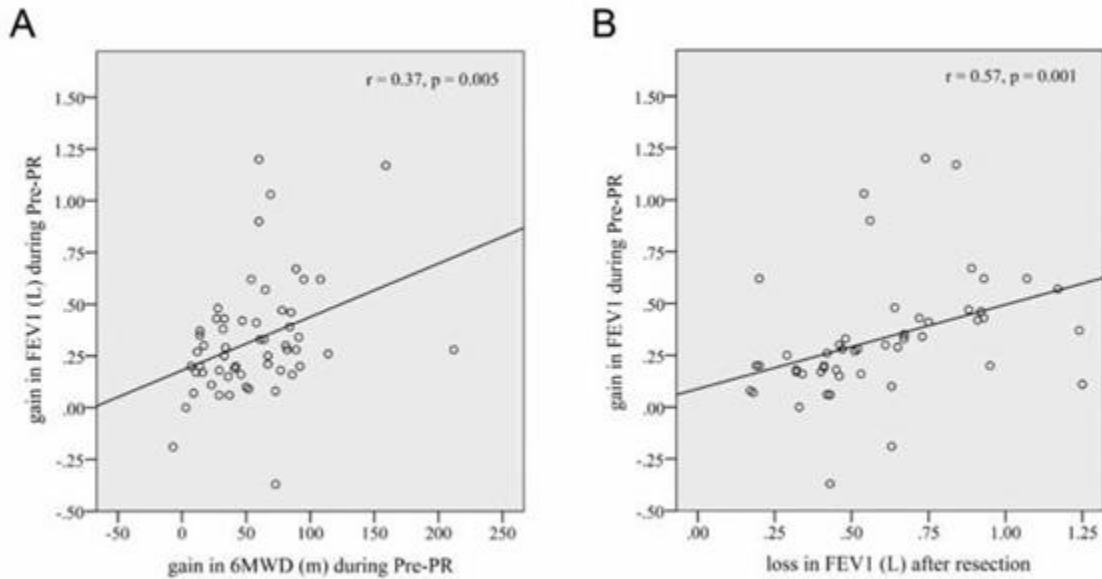 A
r = 0.37, p = 0.005
gain in FEV1 (L) during Pre-PR
1.50
1.25
1.00
.75
.50
.25
.00
-.25
-.50
-50 0 50 100 150 200 250
gain in 6MWD (m) during Pre-PR
B
r = 0.57, p = 0.001
gain in FEV1 during Pre-PR
1.50
1.25
1.00
.75
.50
.25
.00
-.25
-.50
.00 .25 .50 .75 1.00 1.25
loss in FEV1 (L) after resection